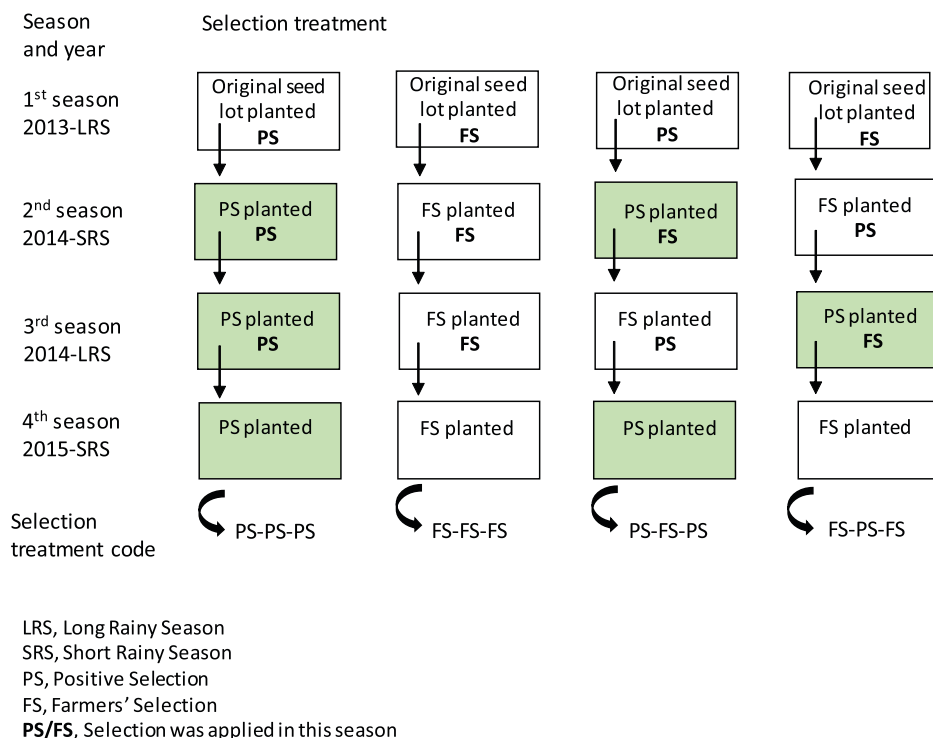 Season
and year
Selection treatment
1st season
2013-LRS
Original seed
lot planted
PS
Original seed
lot planted
FS
Original seed
lot planted
PS
Original seed
lot planted
FS
2nd season
2014-SRS
PS planted
PS
FS planted
FS
PS planted
FS
FS planted
PS
3rd season
2014-LRS
PS planted
PS
FS planted
FS
FS planted
PS
PS planted
FS
4th season
2015-SRS
PS planted
FS planted
PS planted
FS planted
Selection
treatment code
PS-PS-PS
FS-FS-FS
PS-FS-PS
FS-PS-FS
LRS, Long Rainy Season
SRS, Short Rainy Season
PS, Positive Selection
FS, Farmers’ Selection
PS/FS, Selection was applied in this season